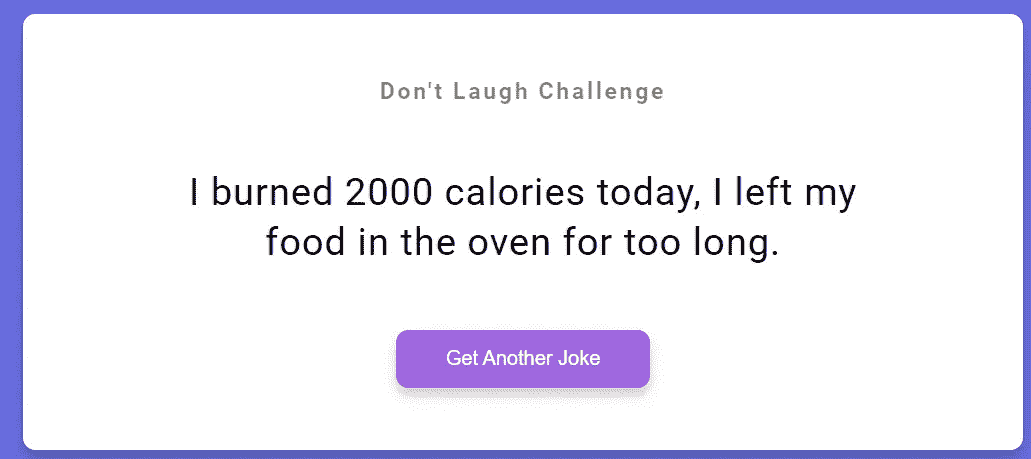 Don't Laugh Challenge
I burned 2000 calories today, I left my
food in the oven for too long.
Get Another Joke